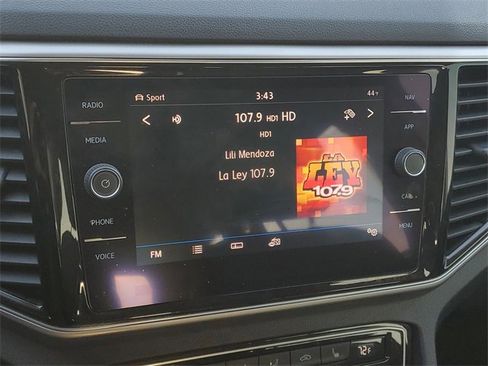 RADIO
MEDIA
PHONE
VOICE
Sport
3:43
44°F
107.9 HD1 HD
HD1
Lili Mendoza
La Ley 107.9
LA
LEY
107.9
FM
NAV
APP
CAR
MENU
72°F